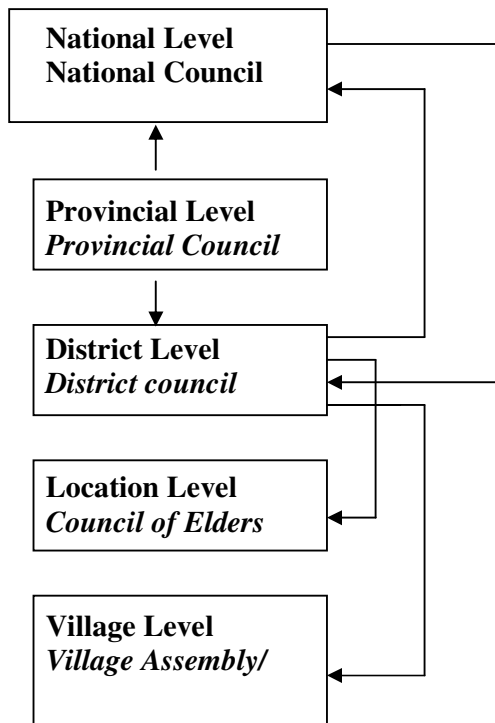 National Level
National Council
Provincial Level
Provincial Council
District Level
District council
Location Level
Council of Elders
Village Level
Village Assembly/